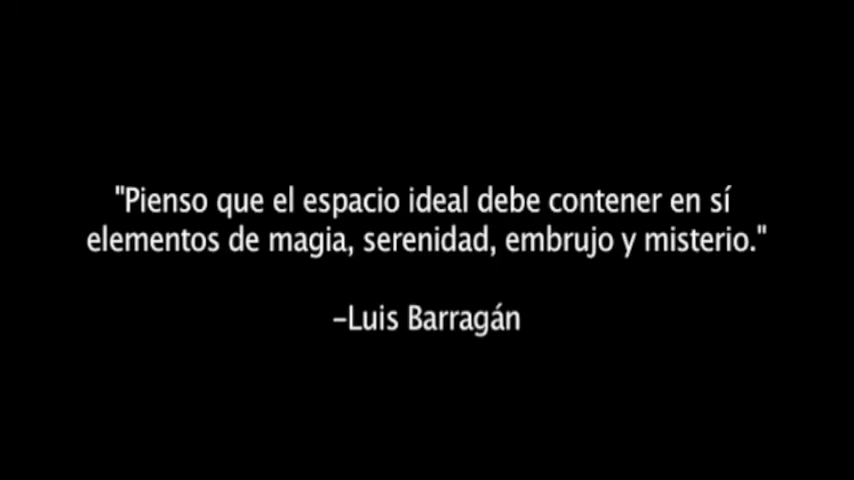 "Pienso que el espacio ideal debe contener en sí
elementos de magia, serenidad, embrujo y misterio."
–Luis Barragán